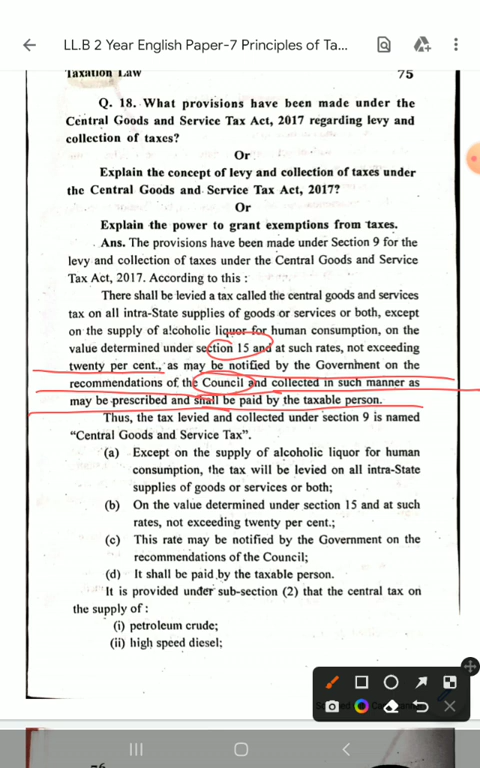 LL.B 2 Year English Paper-7 Principles of Ta...
Taxation Law 75
Q. 18. What provisions have been made under the
Central Goods and Service Tax Act, 2017 regarding levy and
collection of taxes?
Or
Explain the concept of levy and collection of taxes under
the Central Goods and Service Tax Act, 2017?
Or
Explain the power to grant exemptions from taxes.
Ans. The provisions have been made under Section 9 for the
levy and collection of taxes under the Central Goods and Service
Tax Act, 2017. According to this :
There shall be levied a tax called the central goods and services
tax on all intra-State supplies of goods or services or both, except
on the supply of alcoholic liquor for human consumption, on the
value determined under section 15 and at such rates, not exceeding
twenty per cent., as may be notified by the Government on the
recommendations of the Council and collected in such manner as
may be prescribed and shall be paid by the taxable person.
Thus, the tax levied and collected under section 9 is named
“Central Goods and Service Tax”.
(a) Except on the supply of alcoholic liquor for human
consumption, the tax will be levied on all intra-State
supplies of goods or services or both;
(b) On the value determined under section 15 and at such
rates, not exceeding twenty per cent.;
(c) This rate may be notified by the Government on the
recommendations of the Council;
(d) It shall be paid by the taxable person.
It is provided under sub-section (2) that the central tax on
the supply of :
(i) petroleum crude;
(ii) high speed diesel;
76